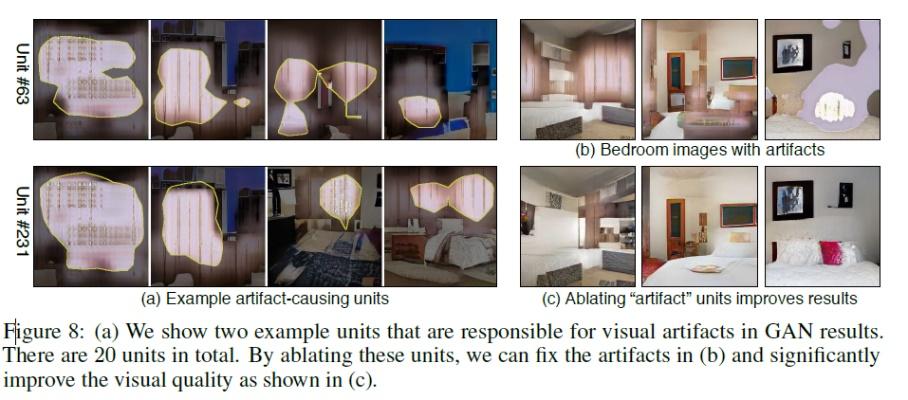 Unit #63
(b) Bedroom images with artifacts
Unit #231
(a) Example artifact-causing units
(c) Ablating “artifact” units improves results
Figure 8: (a) We show two example units that are responsible for visual artifacts in GAN results.
There are 20 units in total. By ablating these units, we can fix the artifacts in (b) and significantly
improve the visual quality as shown in (c).